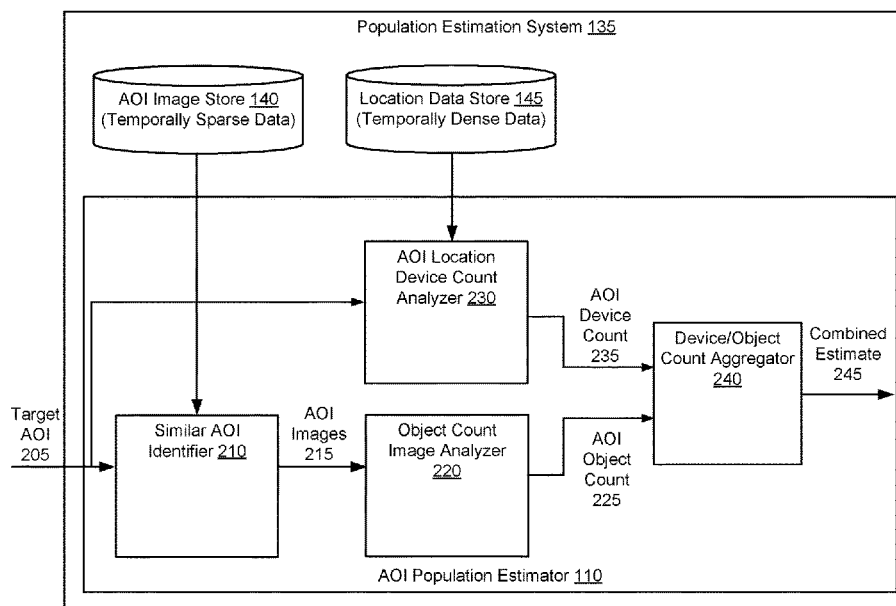 Population Estimation System 135
AOI Image Store 140
(Temporally Sparse Data)
Location Data Store 145
(Temporally Dense Data)
AOI Location
Device Count
Analyzer 230
AOI
Device
Count
235
Device/Object
Count Aggregator
240
Combined
Estimate
245
Target
AOI
205
Similar AOI
Identifier 210
AOI
Images
215
Object Count
Image Analyzer
220
AOI
Object
Count
225
AOI Population Estimator 110